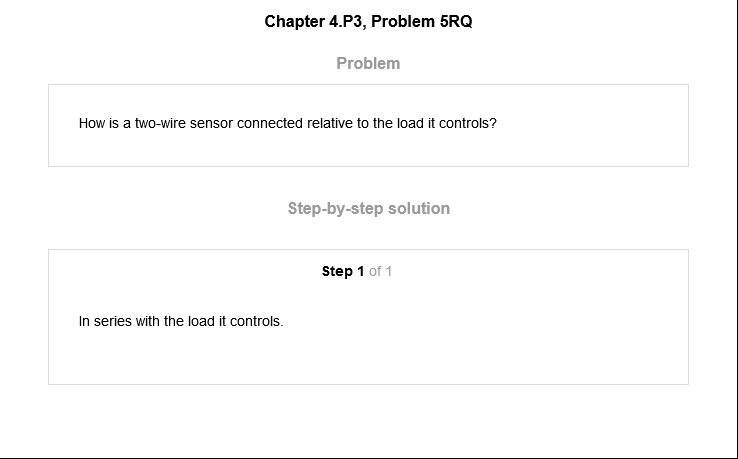 Chapter 4.P3, Problem 5RQ
Problem
How is a two-wire sensor connected relative to the load it controls?
Step-by-step solution
Step 1 of 1
In series with the load it controls.